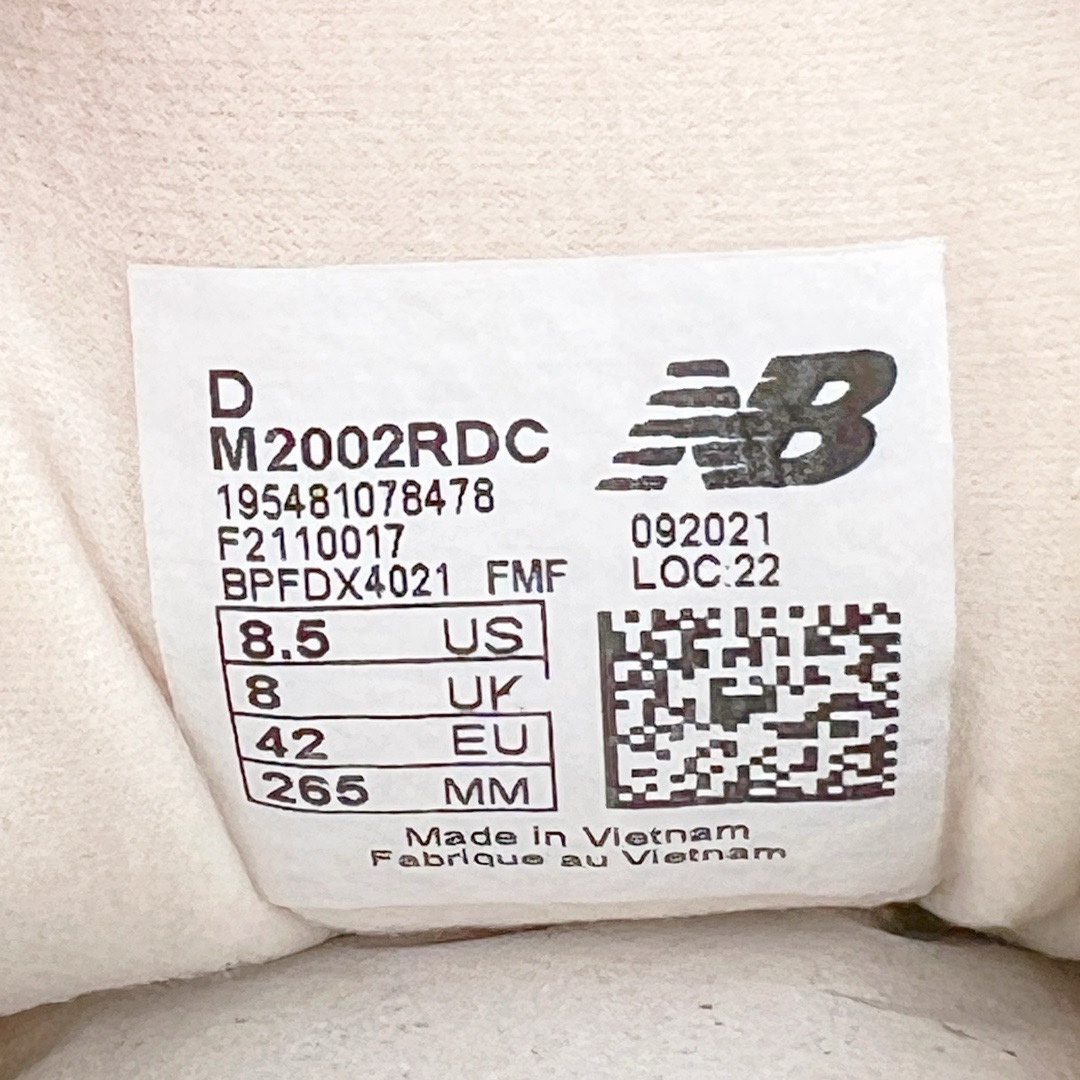 D
M2002RDC
195481078478
F2110017
BPFDX4021 FMF
NB
092021
LOC:22
8.5 US
8 UK
42 EU
265 MM
Made in Vietnam
Fabrique au Vietnam